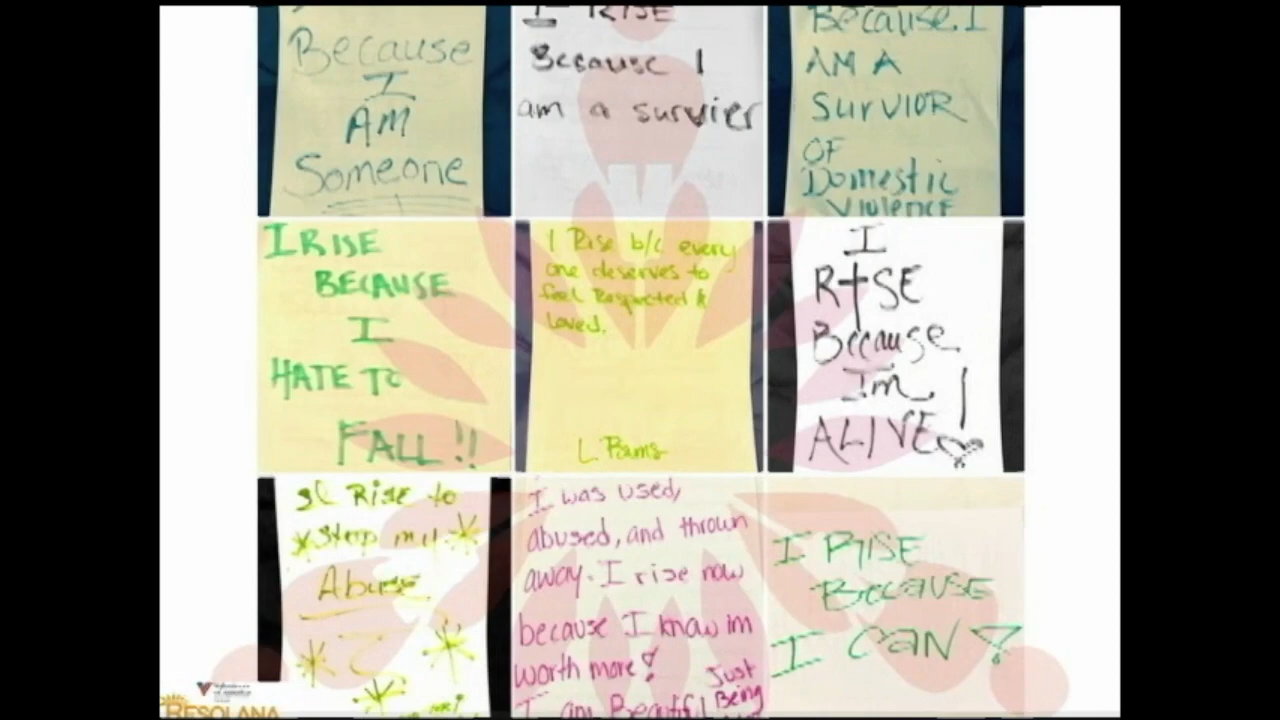 Because
I
AM
Someone
I RISE
Because I
am a survier
Because I
AM A
SurVIOR
OF
Domestic
Violence
I RISE
BECAUSE
I
HATE TO
FALL!!
I Rise b/c every
one deserves to
feel Respected &
Loved.
I
RISE
Because
I'm
ALIVE!
Rise to
Stop my
Abuse
I was used,
abused, and thrown
away. I rise now
because I know im
worth more!
I am Beautiful Just
Being
I RISE
BECAUSE
I CAN!
RESOLANA